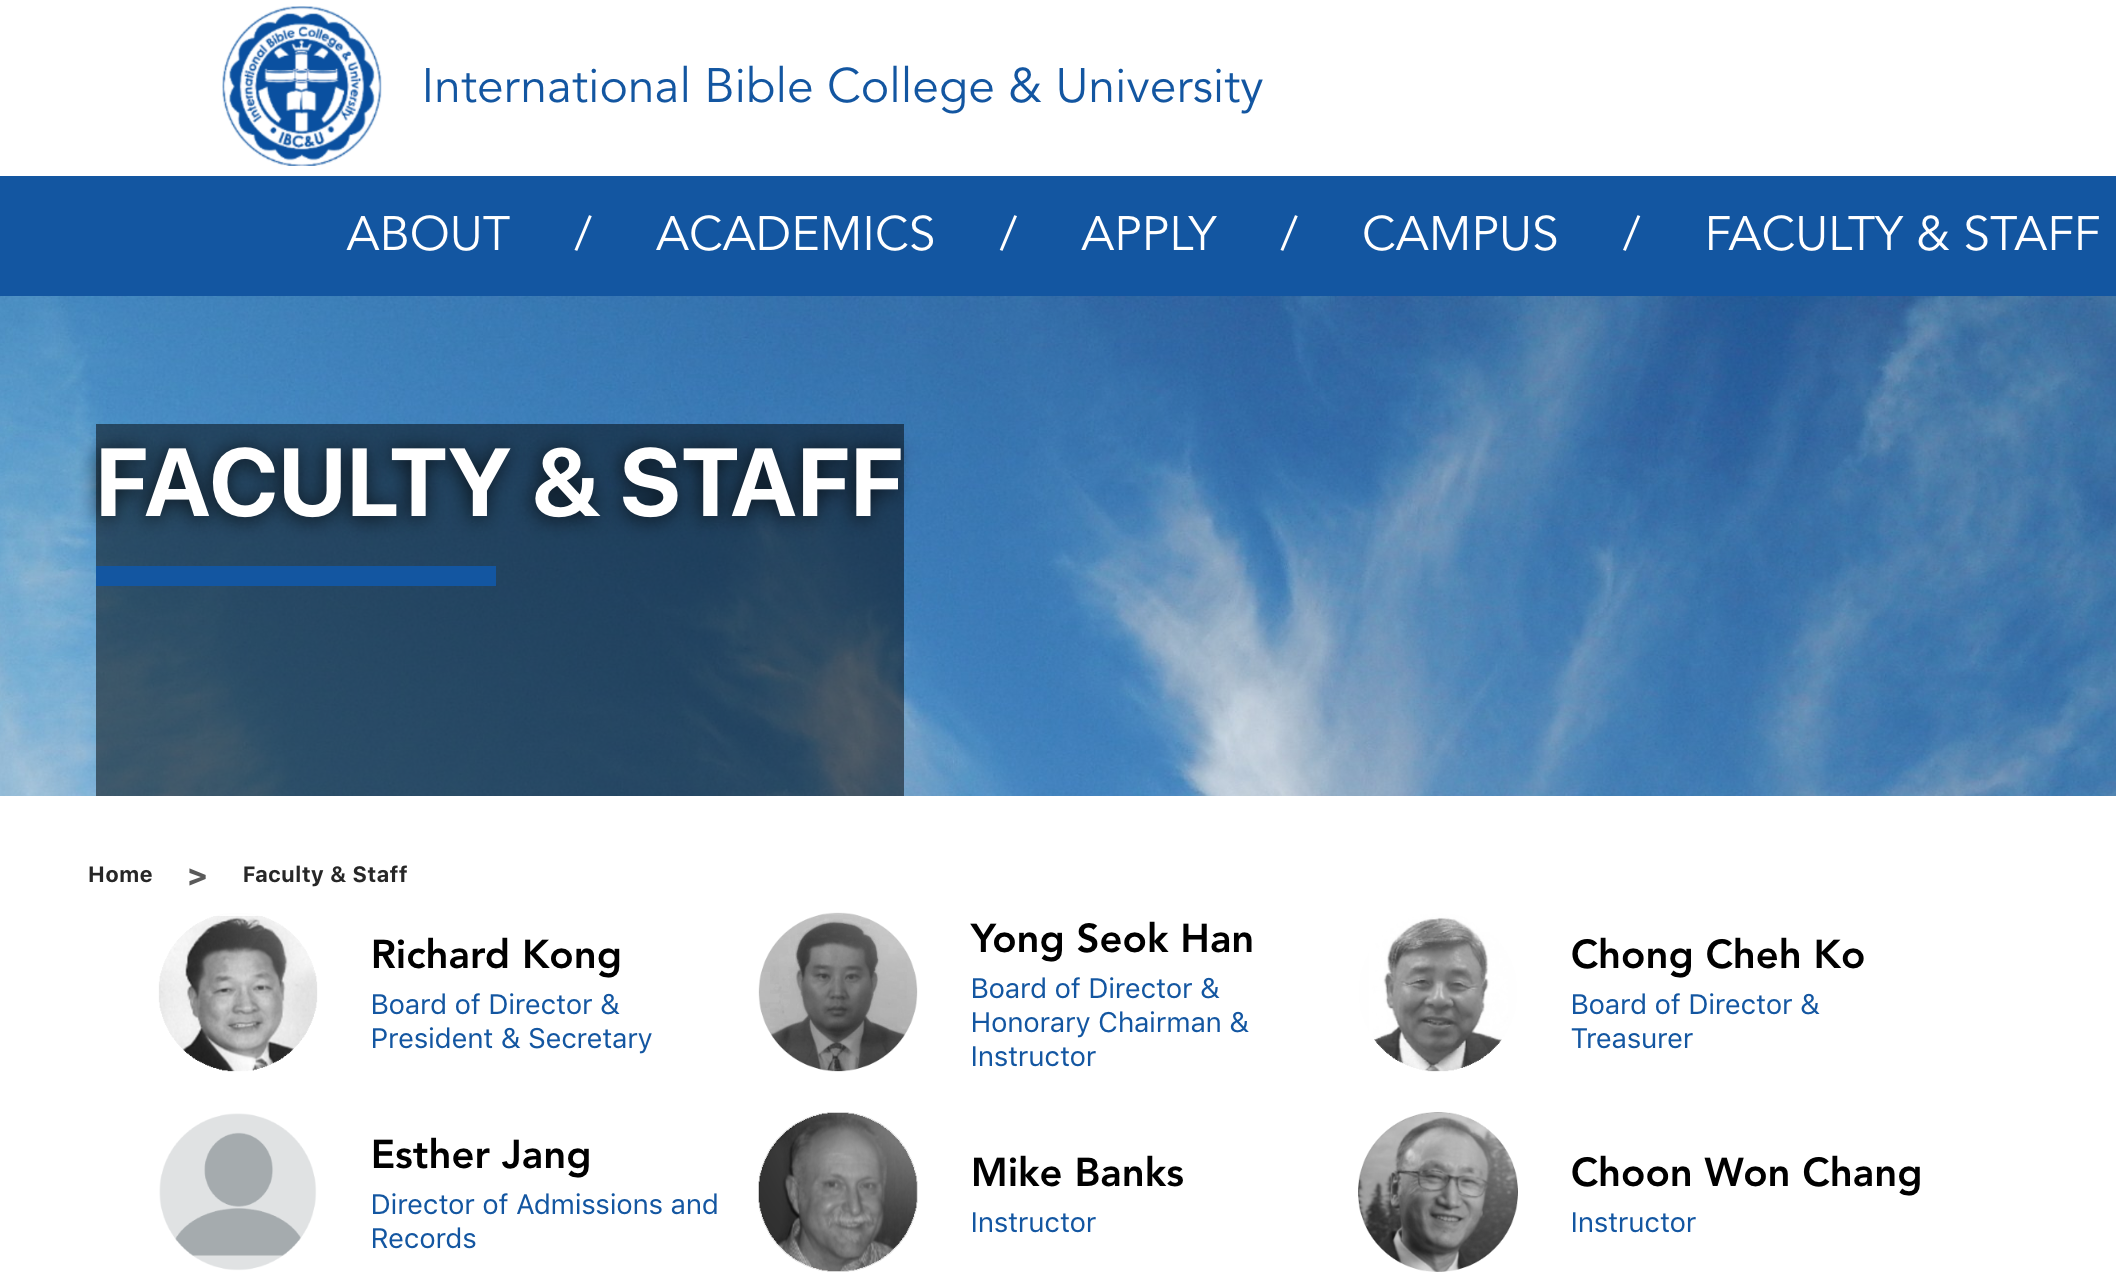 International Bible College & University
IBC&U
International Bible College & University
ABOUT / ACADEMICS / APPLY / CAMPUS / FACULTY & STAFF
FACULTY & STAFF
Home > Faculty & Staff
Richard Kong
Board of Director &
President & Secretary
Yong Seok Han
Board of Director &
Honorary Chairman &
Instructor
Chong Cheh Ko
Board of Director &
Treasurer
Esther Jang
Director of Admissions and
Records
Mike Banks
Instructor
Choon Won Chang
Instructor